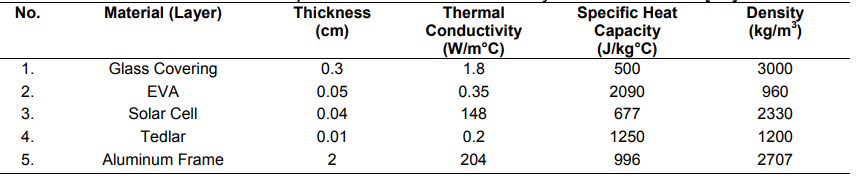 No. Material (Layer) Thickness Thermal Specific Heat Density
(cm) Conductivity Capacity (kg/m³)
(W/m°C) (J/kg°C)
1. Glass Covering 0.3 1.8 500 3000
2. EVA 0.05 0.35 2090 960
3. Solar Cell 0.04 148 677 2330
4. Tedlar 0.01 0.2 1250 1200
5. Aluminum Frame 2 204 996 2707